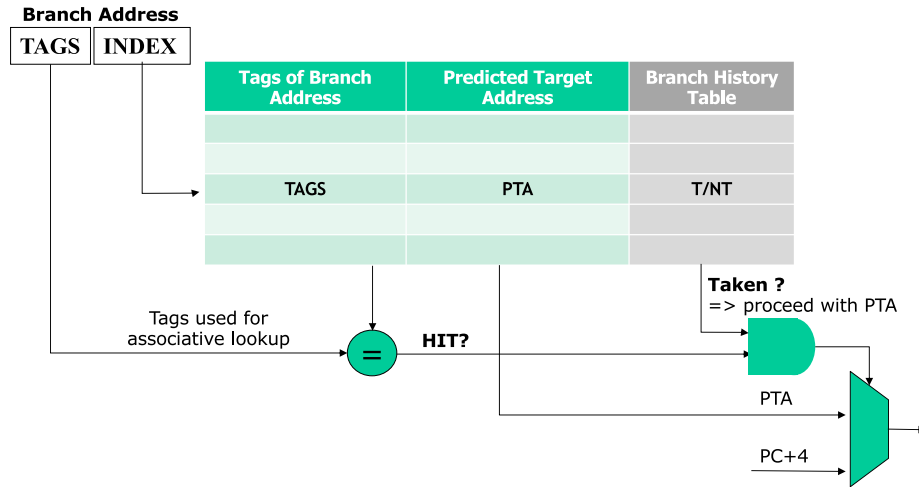 Branch Address
TAGS INDEX
Tags of Branch Address
Predicted Target Address
Branch History Table
TAGS PTA T/NT
Taken ?
=> proceed with PTA
Tags used for
associative lookup
=
HIT?
PTA
PC+4